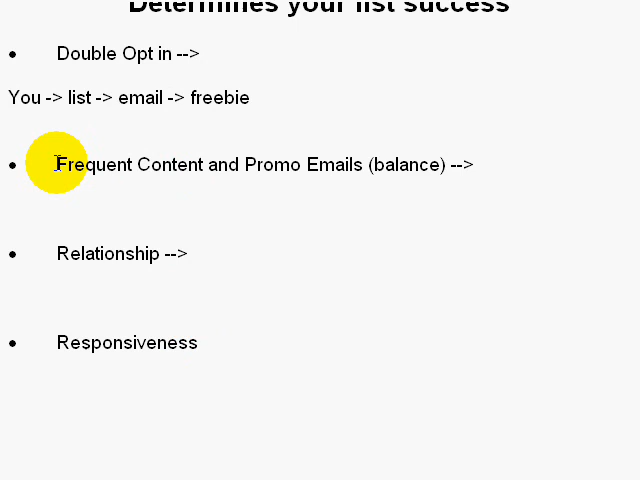 Determines your list success
• Double Opt in -->
You -> list -> email -> freebie
• Frequent Content and Promo Emails (balance) -->
• Relationship -->
• Responsiveness